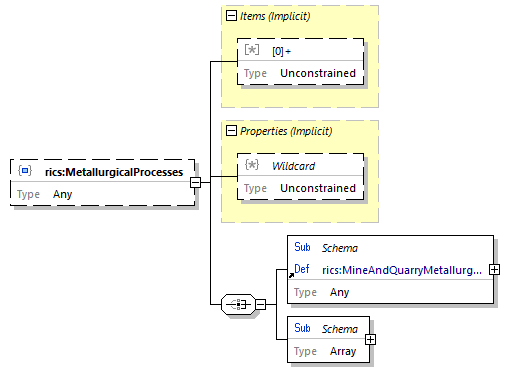 Items (Implicit)
[0]+
Type Unconstrained
Properties (Implicit)
Wildcard
Type Unconstrained
rics:MetallurgicalProcesses
Type Any
Sub Schema
Def rics:MineAndQuarryMetallurg...
Type Any
Sub Schema
Type Array